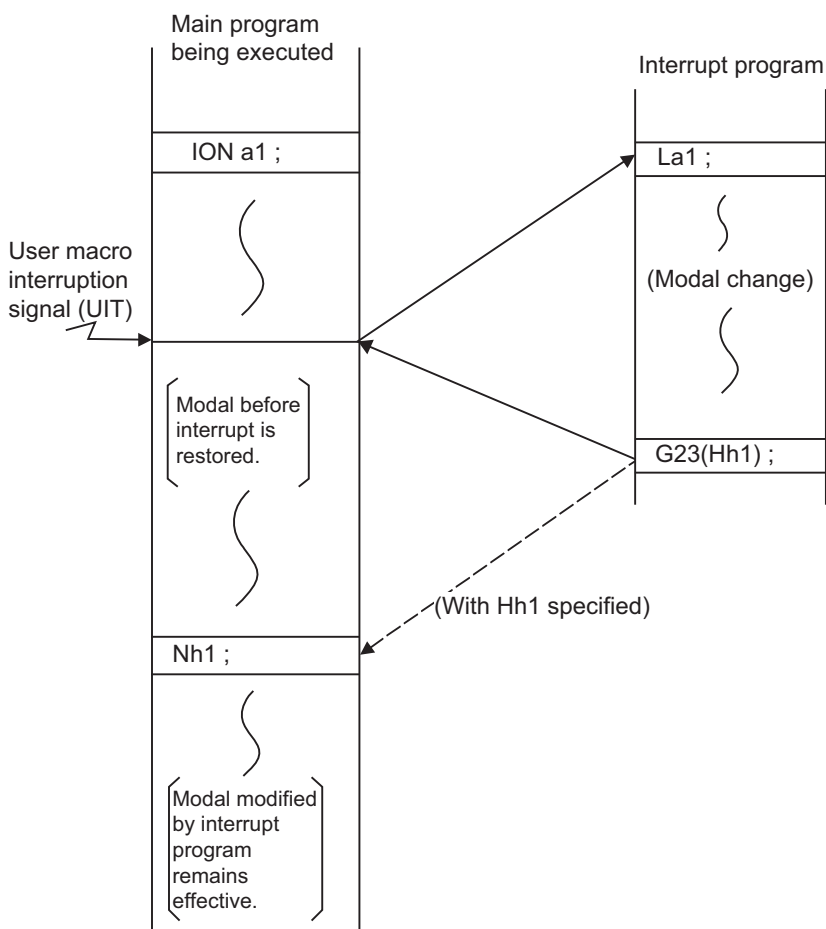 Main program
being executed
Interrupt program
ION a1 ;
La1 ;
User macro
interruption
signal (UIT)
(Modal change)
Modal before
interrupt is
restored.
G23(Hh1) ;
(With Hh1 specified)
Nh1 ;
Modal modified
by interrupt
program
remains
effective.